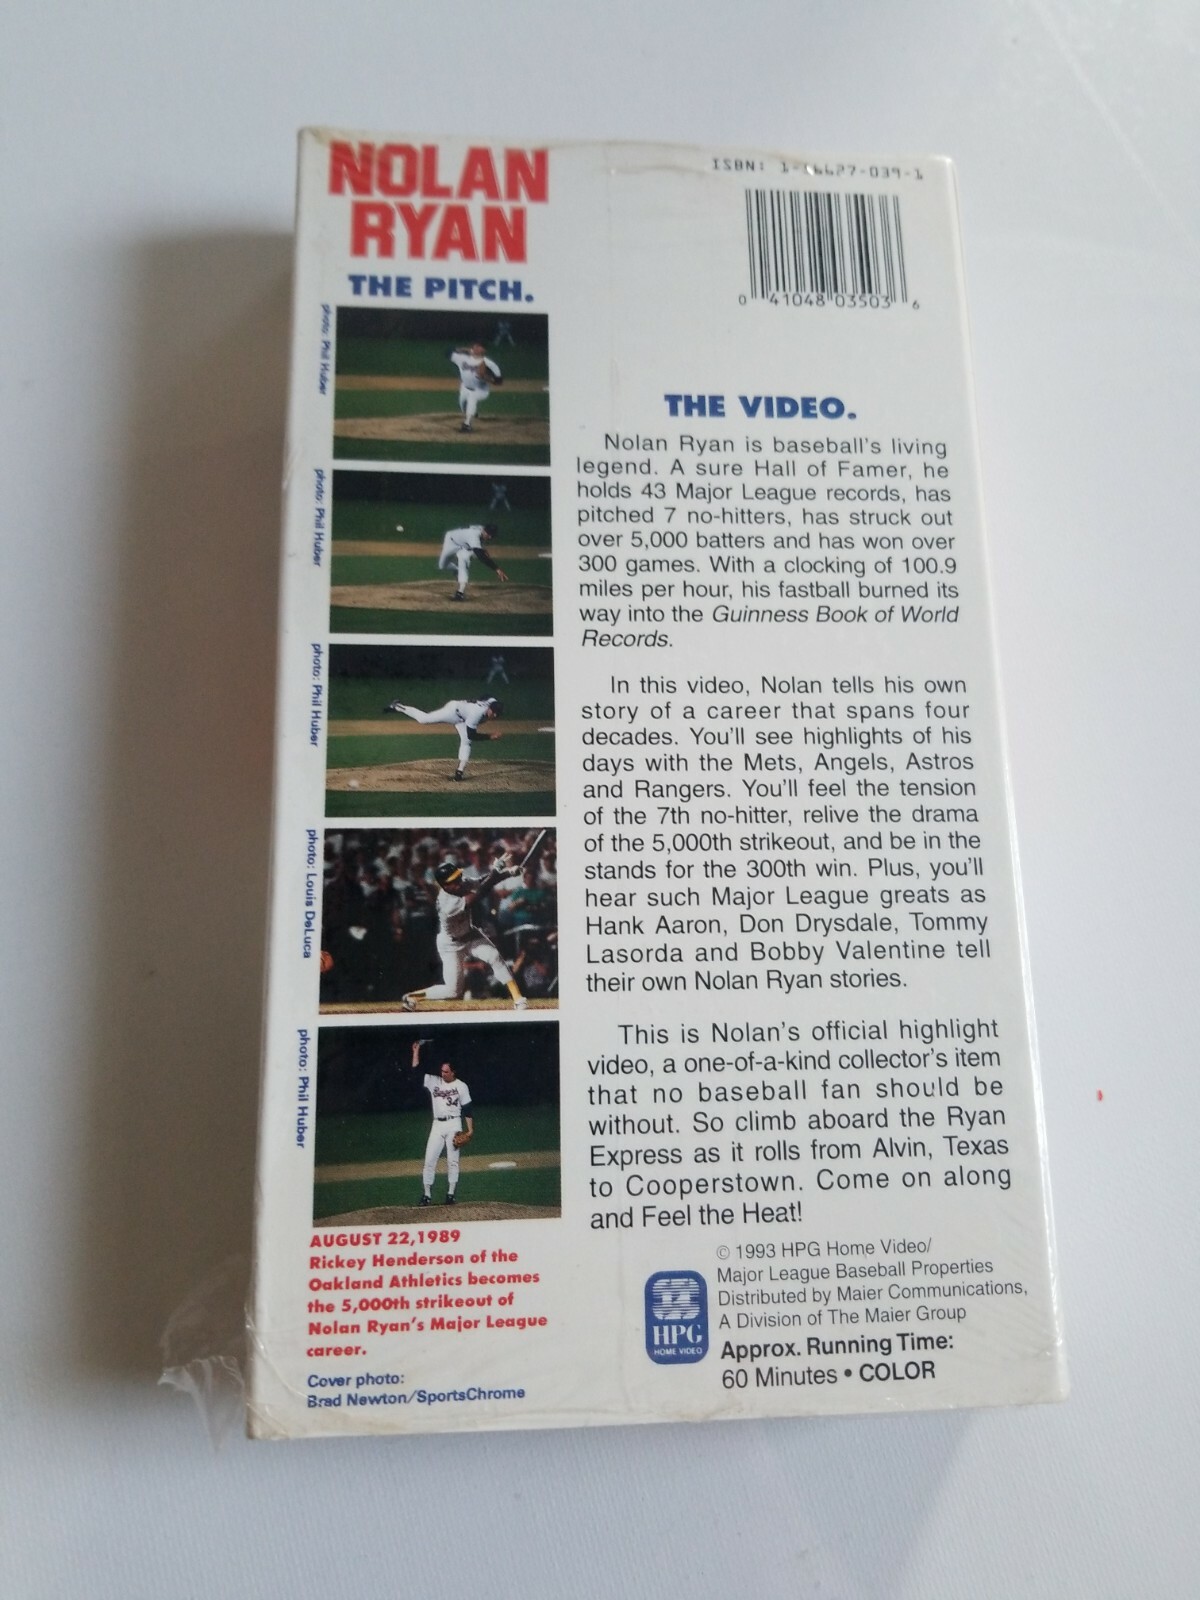 NOLAN
RYAN
THE PITCH.
photo: Phil Huber
photo: Phil Huber
photo: Phil Huber
photo: Louis DeLuca
photo: Phil Huber
Rangers
34
AUGUST 22,1989
Rickey Henderson of the
Oakland Athletics becomes
the 5,000th strikeout of
Nolan Ryan's Major League
career.
Cover photo:
Brad Newton/SportsChrome
ISBN:
0 41048 03503 6
THE VIDEO.
Nolan Ryan is baseball's living
legend. A sure Hall of Famer, he
holds 43 Major League records, has
pitched 7 no-hitters, has struck out
over 5,000 batters and has won over
300 games. With a clocking of 100.9
miles per hour, his fastball burned its
way into the Guinness Book of World
Records.
In this video, Nolan tells his own
story of a career that spans four
decades. You'll see highlights of his
days with the Mets, Angels, Astros
and Rangers. You'll feel the tension
of the 7th no-hitter, relive the drama
of the 5,000th strikeout, and be in the
stands for the 300th win. Plus, you'll
hear such Major League greats as
Hank Aaron, Don Drysdale, Tommy
Lasorda and Bobby Valentine tell
their own Nolan Ryan stories.
This is Nolan's official highlight
video, a one-of-a-kind collector's item
that no baseball fan should be
without. So climb aboard the Ryan
Express as it rolls from Alvin, Texas
to Cooperstown. Come on along
and Feel the Heat!
© 1993 HPG Home Video/
Major League Baseball Properties
Distributed by Maier Communications,
A Division of The Maier Group
HPG
HOME VIDEO
Approx. Running Time:
60 Minutes • COLOR